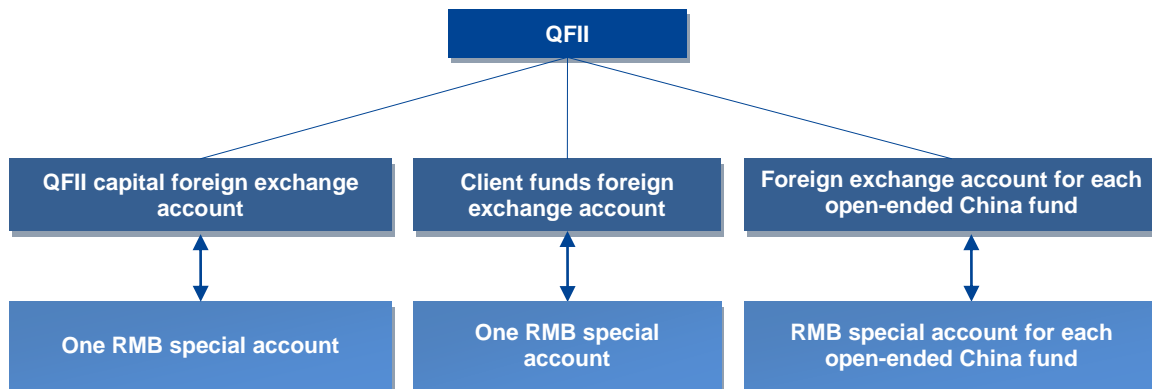 QFII
QFII capital foreign exchange
account
Client funds foreign
exchange account
Foreign exchange account for each
open-ended China fund
One RMB special account
One RMB special
account
RMB special account for each
open-ended China fund